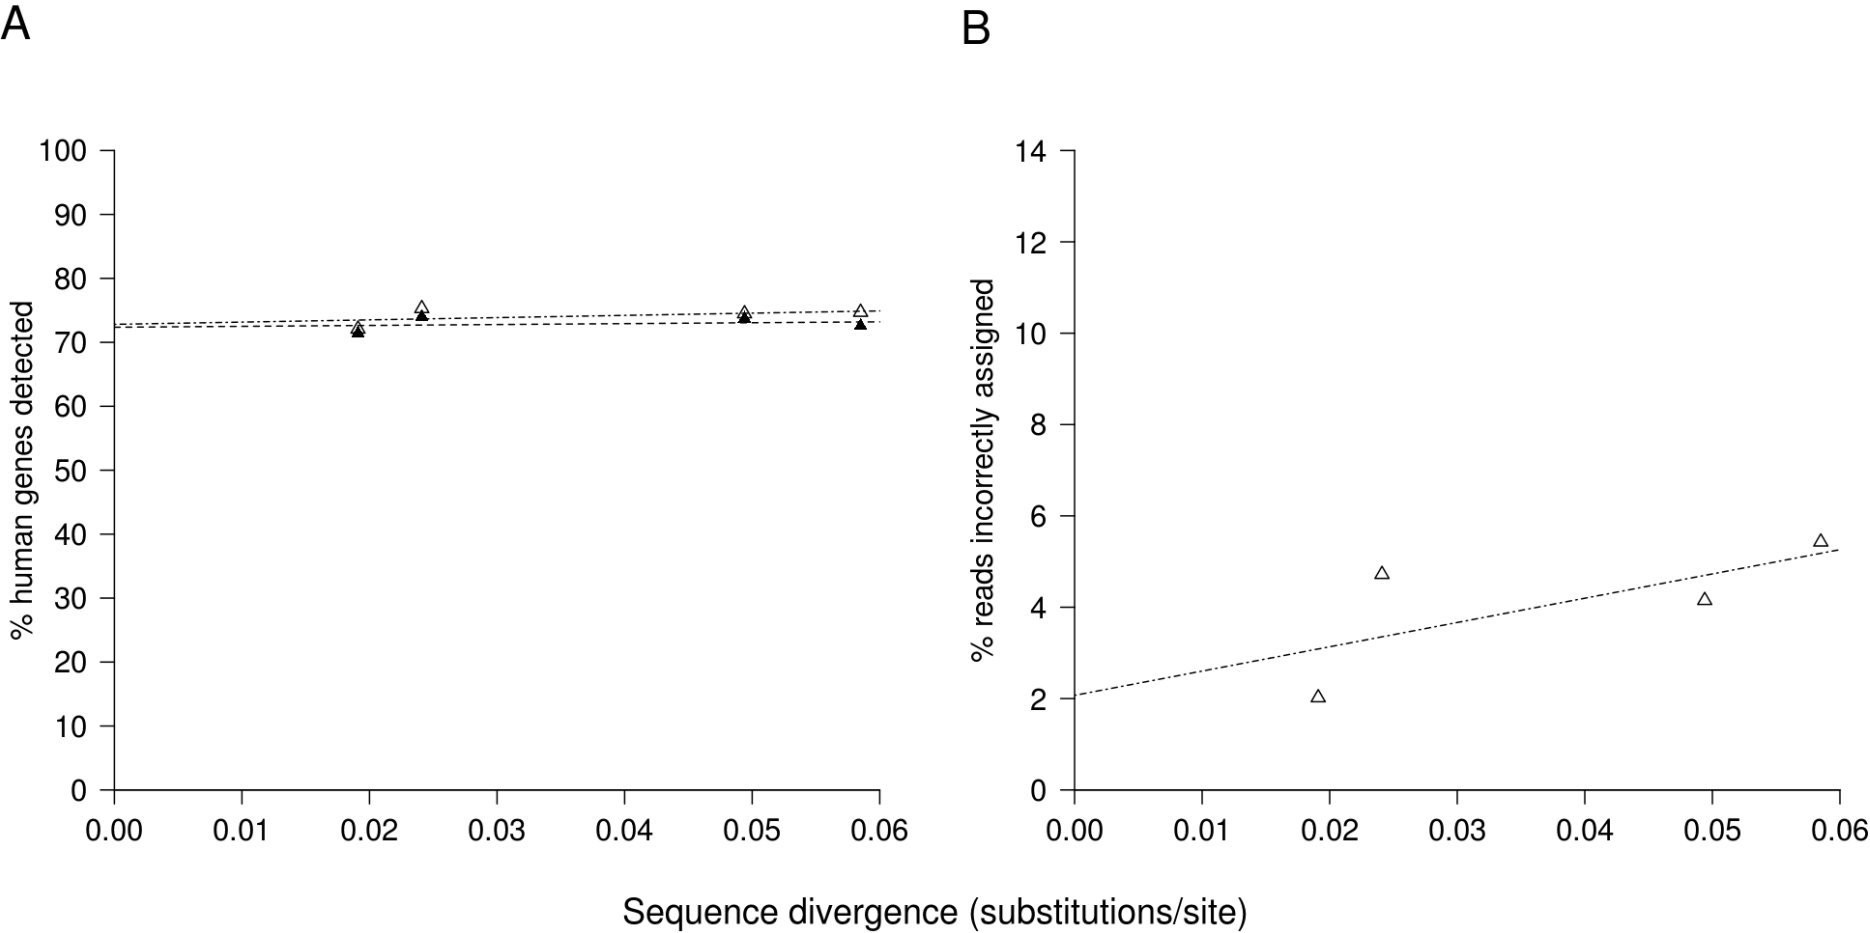 A
B
% human genes detected
100
90
80
70
60
50
40
30
20
10
0
0.00 0.01 0.02 0.03 0.04 0.05 0.06
% reads incorrectly assigned
14
12
10
8
6
4
2
0
0.00 0.01 0.02 0.03 0.04 0.05 0.06
Sequence divergence (substitutions/site)